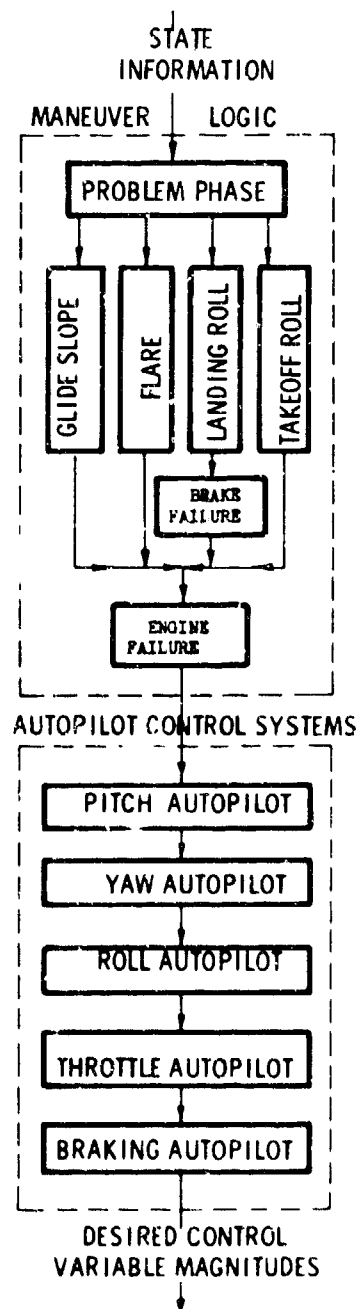 STATE
INFORMATION
MANEUVER LOGIC
PROBLEM PHASE
GLIDE SLOPE
FLARE
LANDING ROLL
TAKEOFF ROLL
BRAKE
FAILURE
ENGINE
FAILURE
AUTOPILOT CONTROL SYSTEMS
PITCH AUTOPILOT
YAW AUTOPILOT
ROLL AUTOPILOT
THROTTLE AUTOPILOT
BRAKING AUTOPILOT
DESIRED CONTROL
VARIABLE MAGNITUDES